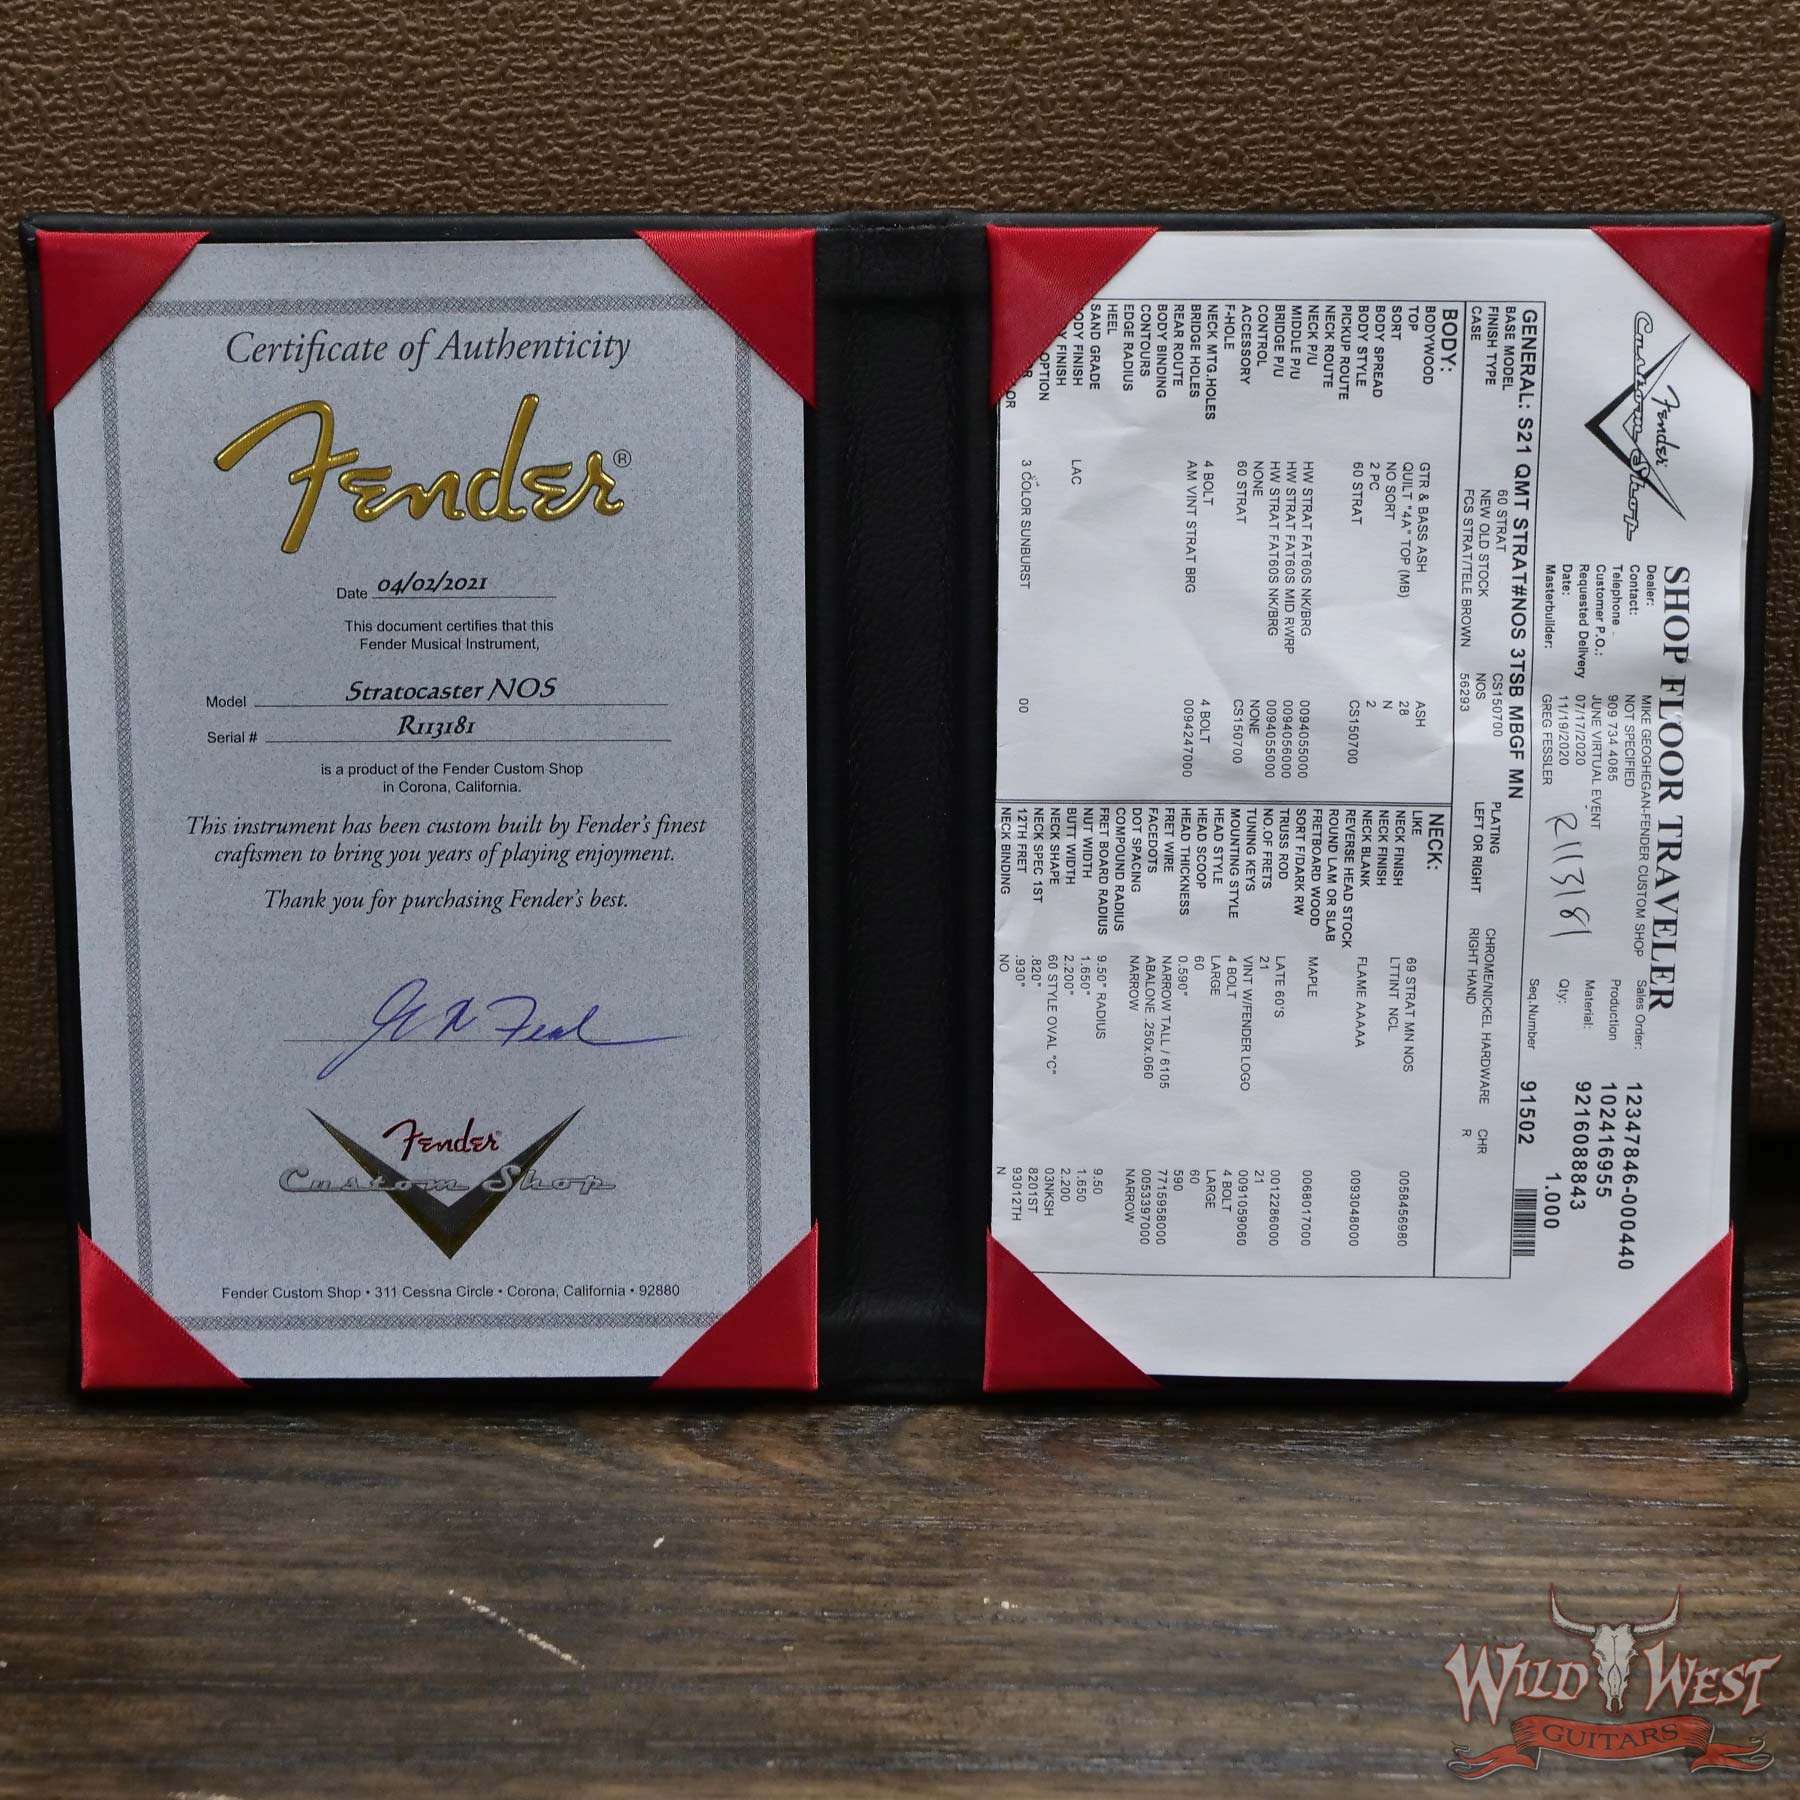 Certificate of Authenticity
Fender®
Date 04/02/2021
This document certifies that this
Fender Musical Instrument,
Model Stratocaster NOS
Serial # R113181
is a product of the Fender Custom Shop
in Corona, California.
This instrument has been custom built by Fender's finest
craftsmen to bring you years of playing enjoyment.
Thank you for purchasing Fender's best.
Fender
Custom Shop
Fender Custom Shop • 311 Cessna Circle • Corona, California • 92880
Fender
Custom Shop
SHOP FLOOR TRAVELER
Dealer: MIKE GEOGHEGAN-FENDER CUSTOM SHOP Sales Order: 12347846-000440
Contact: NOT SPECIFIED Production 102416955
Telephone 909 734 4085 Material: 9216088843
Customer P.O.: JUNE VIRTUAL EVENT Qty: 1.000
Requested Delivery 07/17/2020
Date: 11/19/2020
Masterbuilder: GREG FESSLER R113181 Seq.Number 91502
GENERAL: S21 QMT STRAT#NOS 3TSB MBGF MN
BASE MODEL 60 STRAT CS150700 PLATING CHROME/NICKEL HARDWARE CHR
FINISH TYPE NEW OLD STOCK NOS LEFT OR RIGHT RIGHT HAND R
CASE FCS STRAT/TELE BROWN 56293
BODY:
BODYWOOD GTR & BASS ASH ASH
TOP QUILT "4A" TOP (MB) 28
SORT NO SORT N
BODY SPREAD 2 PC 2
BODY STYLE 60 STRAT CS150700
PICKUP ROUTE
NECK ROUTE
NECK P/U HW STRAT FAT60S NK/BRG 0094055000
MIDDLE P/U HW STRAT FAT60S MID RWRP 0094056000
BRIDGE P/U HW STRAT FAT60S NK/BRG 0094055000
CONTROL NONE NONE
ACCESSORY 60 STRAT CS150700
F-HOLE
NECK MTG.HOLES 4 BOLT 4 BOLT
BRIDGE HOLES AM VINT STRAT BRG 0094247000
REAR ROUTE
BODY BINDING
CONTOURS
EDGE RADIUS
HEEL
SAND GRADE
ODY FINISH LAC
FINISH
OPTION
OR 3 COLOR SUNBURST 00
NECK:
LIKE 69 STRAT MN NOS 0058456980
NECK FINISH LTTINT NCL
NECK FINISH
NECK BLANK FLAME AAAAA 0093048000
REVERSE HEAD STOCK
ROUND LAM OR SLAB
FRETBOARD WOOD MAPLE 0068017000
SORT F/DARK RW
TRUSS ROD LATE 60'S 0012286000
NO.OF FRETS 21 21
TUNING KEYS VINT W/FENDER LOGO 0091059060
MOUNTING STYLE 4 BOLT 4 BOLT
HEAD STYLE LARGE LARGE
HEAD SCOOP 60 60
HEAD THICKNESS 0.590" 590
FRET WIRE NARROW TALL / 6105 7715958000
FACEDOTS ABALONE .250x.060 0053397000
DOT SPACING NARROW NARROW
COMPOUND RADIUS
FRET BOARD RADIUS 9.50" RADIUS 9.50
NUT WIDTH 1.650" 1.650
BUTT WIDTH 2.200" 2.200
NECK SHAPE 60 STYLE OVAL "C" 03NKSH
NECK SPEC 1ST .820" 8201ST
12TH FRET .930" 93012TH
NECK BINDING NO N
WILD WEST
GUITARS